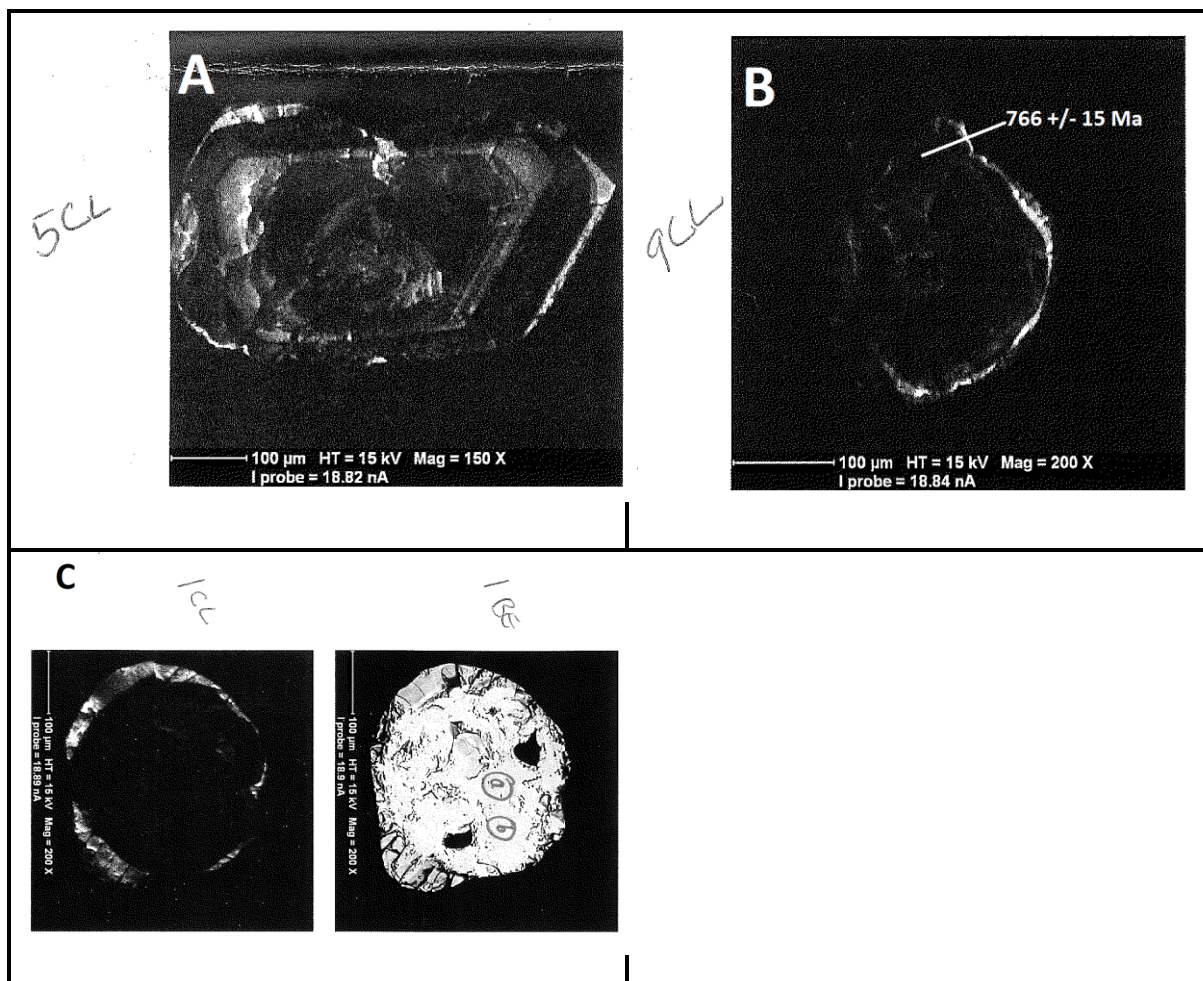 A
5CL
100 µm HT = 15 kV Mag = 150 X
I probe = 18.82 nA
B
766 +/- 15 Ma
9CL
100 µm HT = 15 kV Mag = 200 X
I probe = 18.84 nA
C
1CL
100 µm HT = 15 kV Mag = 200 X
I probe = 18.89 nA
100 µm HT = 15 kV Mag = 200 X
I probe = 18.9 nA